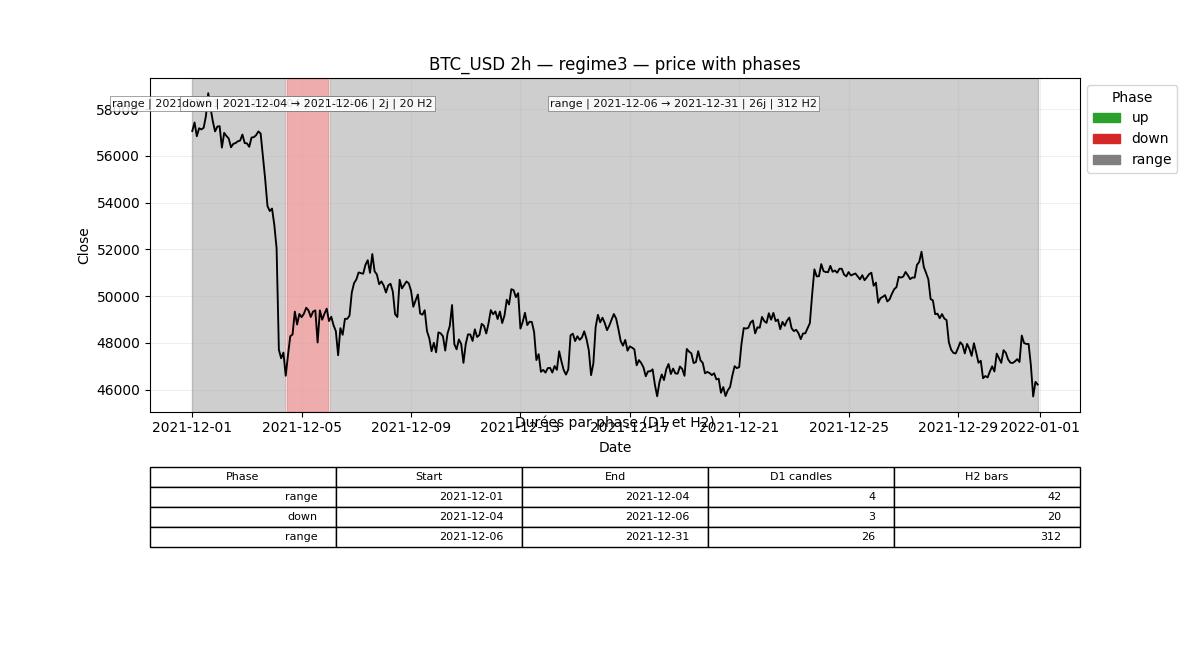 BTC_USD 2h — regime3 — price with phases
range | 2021
down | 2021-12-04 → 2021-12-06 | 2j | 20 H2
range | 2021-12-06 → 2021-12-31 | 26j | 312 H2
Phase
up
down
range
Close
58000
56000
54000
52000
50000
48000
46000
2021-12-01 2021-12-05 2021-12-09 2021-12-13 2021-12-17 2021-12-21 2021-12-25 2021-12-29 2022-01-01
Durées par phase (D1 et H2)
Date
Phase Start End D1 candles H2 bars
range 2021-12-01 2021-12-04 4 42
down 2021-12-04 2021-12-06 3 20
range 2021-12-06 2021-12-31 26 312